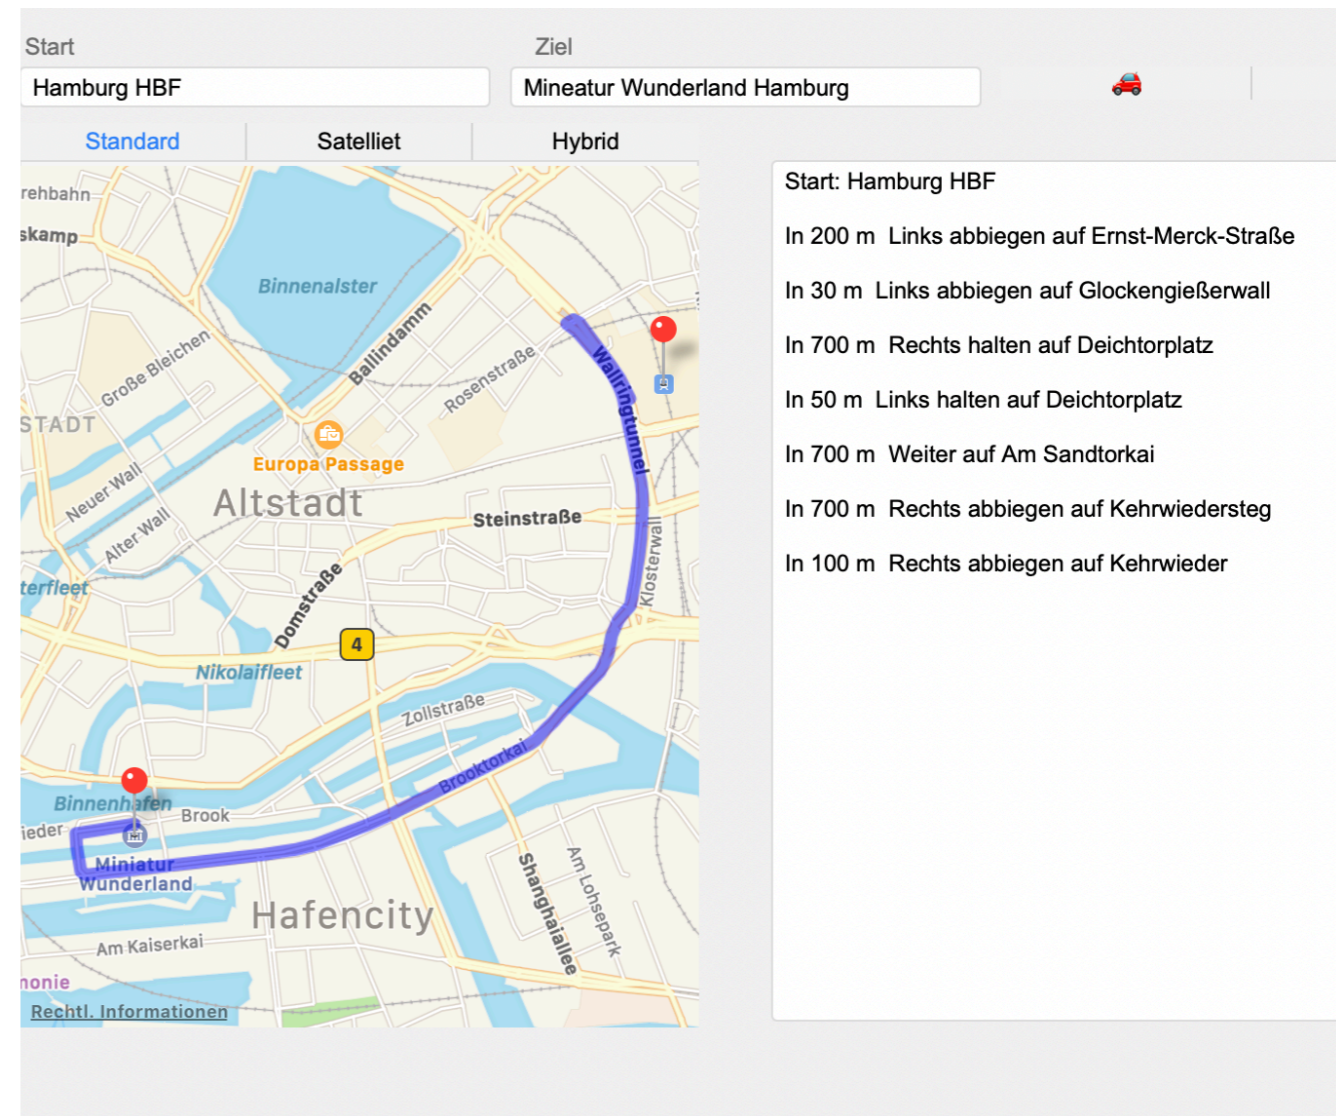 Start
Ziel
Hamburg HBF
Mineatur Wunderland Hamburg
Standard
Satelliet
Hybrid
rehbahn
skamp
Binnenalster
Ballindamm
Große Bleichen
Rosenstraße
Wallringtunnel
STADT
Europa Passage
Neuer Wall
Altstadt
Alter Wall
Steinstraße
Klosterwall
terfleet
Domstraße
4
Nikolaifleet
Zollstraße
Brooktorkai
Binnenhafen
Brook
ieder
Miniatur
Wunderland
Shanghaiallee
Am Lohsepark
Hafencity
Am Kaiserkai
monie
Rechtl. Informationen
Start: Hamburg HBF
In 200 m Links abbiegen auf Ernst-Merck-Straße
In 30 m Links abbiegen auf Glockengießerwall
In 700 m Rechts halten auf Deichtorplatz
In 50 m Links halten auf Deichtorplatz
In 700 m Weiter auf Am Sandtorkai
In 700 m Rechts abbiegen auf Kehrwiedersteg
In 100 m Rechts abbiegen auf Kehrwieder